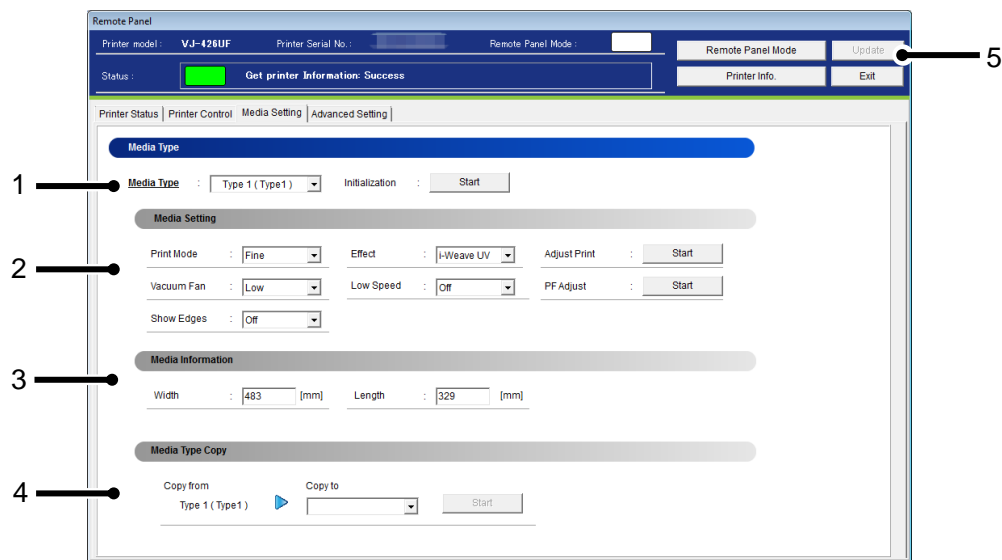 Remote Panel
Printer model : VJ-426UF Printer Serial No. : Remote Panel Mode :
Remote Panel Mode Update
Status : Get printer Information: Success
Printer Info. Exit
5
Printer Status Printer Control Media Setting Advanced Setting
Media Type
1
Media Type : Type 1 ( Type1 ) Initialization : Start
Media Setting
2
Print Mode : Fine Effect : i-Weave UV Adjust Print : Start
Vacuum Fan : Low Low Speed : Off PF Adjust : Start
Show Edges : Off
Media Information
3
Width : 483 [mm] Length : 329 [mm]
Media Type Copy
4
Copy from Copy to
Type 1 ( Type1 ) Start